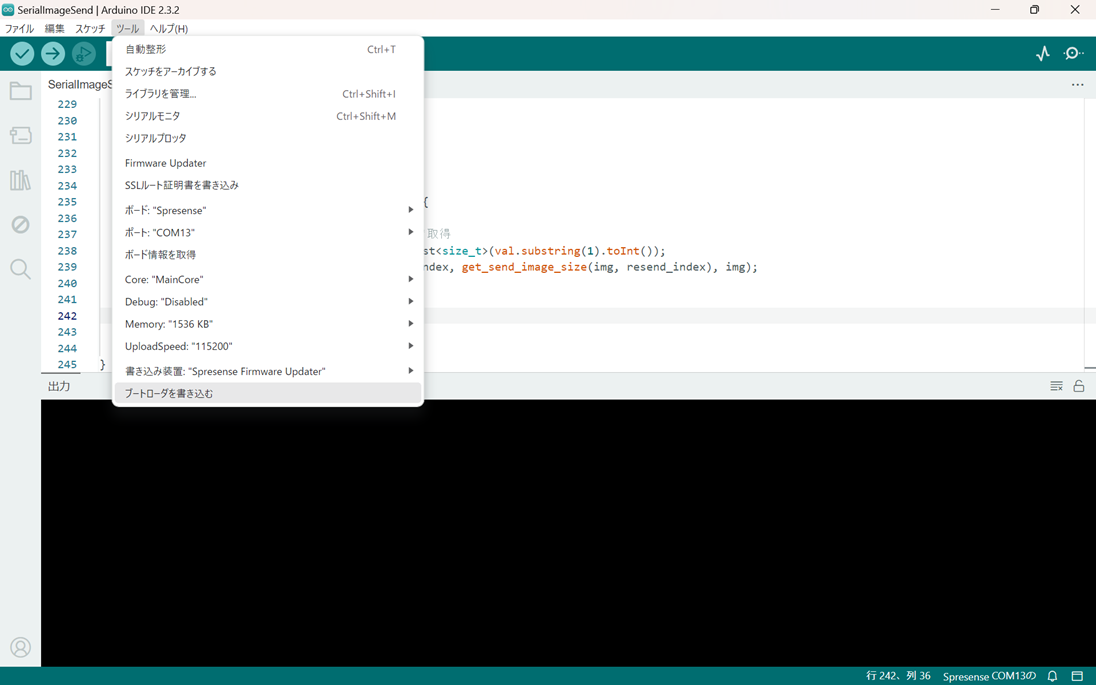 SerialImageSend | Arduino IDE 2.3.2
ファイル 編集 スケッチ ツール ヘルプ(H)
自動整形 Ctrl+T
スケッチをアーカイブする
ライブラリを管理... Ctrl+Shift+I
シリアルモニタ Ctrl+Shift+M
シリアルプロッタ
Firmware Updater
SSLルート証明書を書き込み
ボード: "Spresense"
ポート: "COM13"
ボード情報を取得
Core: "MainCore"
Debug: "Disabled"
Memory: "1536 KB"
UploadSpeed: "115200"
書き込み装置: "Spresense Firmware Updater"
ブートローダを書き込む
SerialImageS
229
230
231
232
233
234
235 {
236
237 取得
238 st<size_t>(val.substring(1).toInt());
239 ndex, get_send_image_size(img, resend_index), img);
240
241
242
243
244
245 }
出力
行 242、列 36 Spresense COM13の